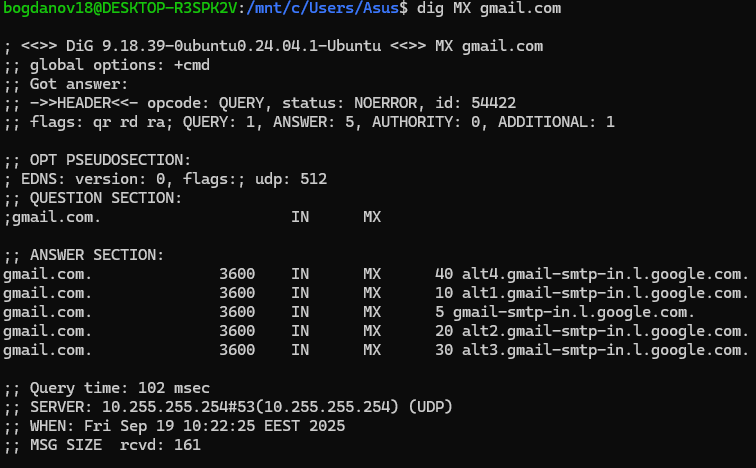 bogdanov18@DESKTOP-R3SPK2V:/mnt/c/Users/Asus$ dig MX gmail.com
; <<>> DiG 9.18.39-0ubuntu0.24.04.1-Ubuntu <<>> MX gmail.com
;; global options: +cmd
;; Got answer:
;; ->>HEADER<<- opcode: QUERY, status: NOERROR, id: 54422
;; flags: qr rd ra; QUERY: 1, ANSWER: 5, AUTHORITY: 0, ADDITIONAL: 1
;; OPT PSEUDOSECTION:
; EDNS: version: 0, flags:; udp: 512
;; QUESTION SECTION:
;gmail.com. IN MX
;; ANSWER SECTION:
gmail.com. 3600 IN MX 40 alt4.gmail-smtp-in.l.google.com.
gmail.com. 3600 IN MX 10 alt1.gmail-smtp-in.l.google.com.
gmail.com. 3600 IN MX 5 gmail-smtp-in.l.google.com.
gmail.com. 3600 IN MX 20 alt2.gmail-smtp-in.l.google.com.
gmail.com. 3600 IN MX 30 alt3.gmail-smtp-in.l.google.com.
;; Query time: 102 msec
;; SERVER: 10.255.255.254#53(10.255.255.254) (UDP)
;; WHEN: Fri Sep 19 10:22:25 EEST 2025
;; MSG SIZE  rcvd: 161